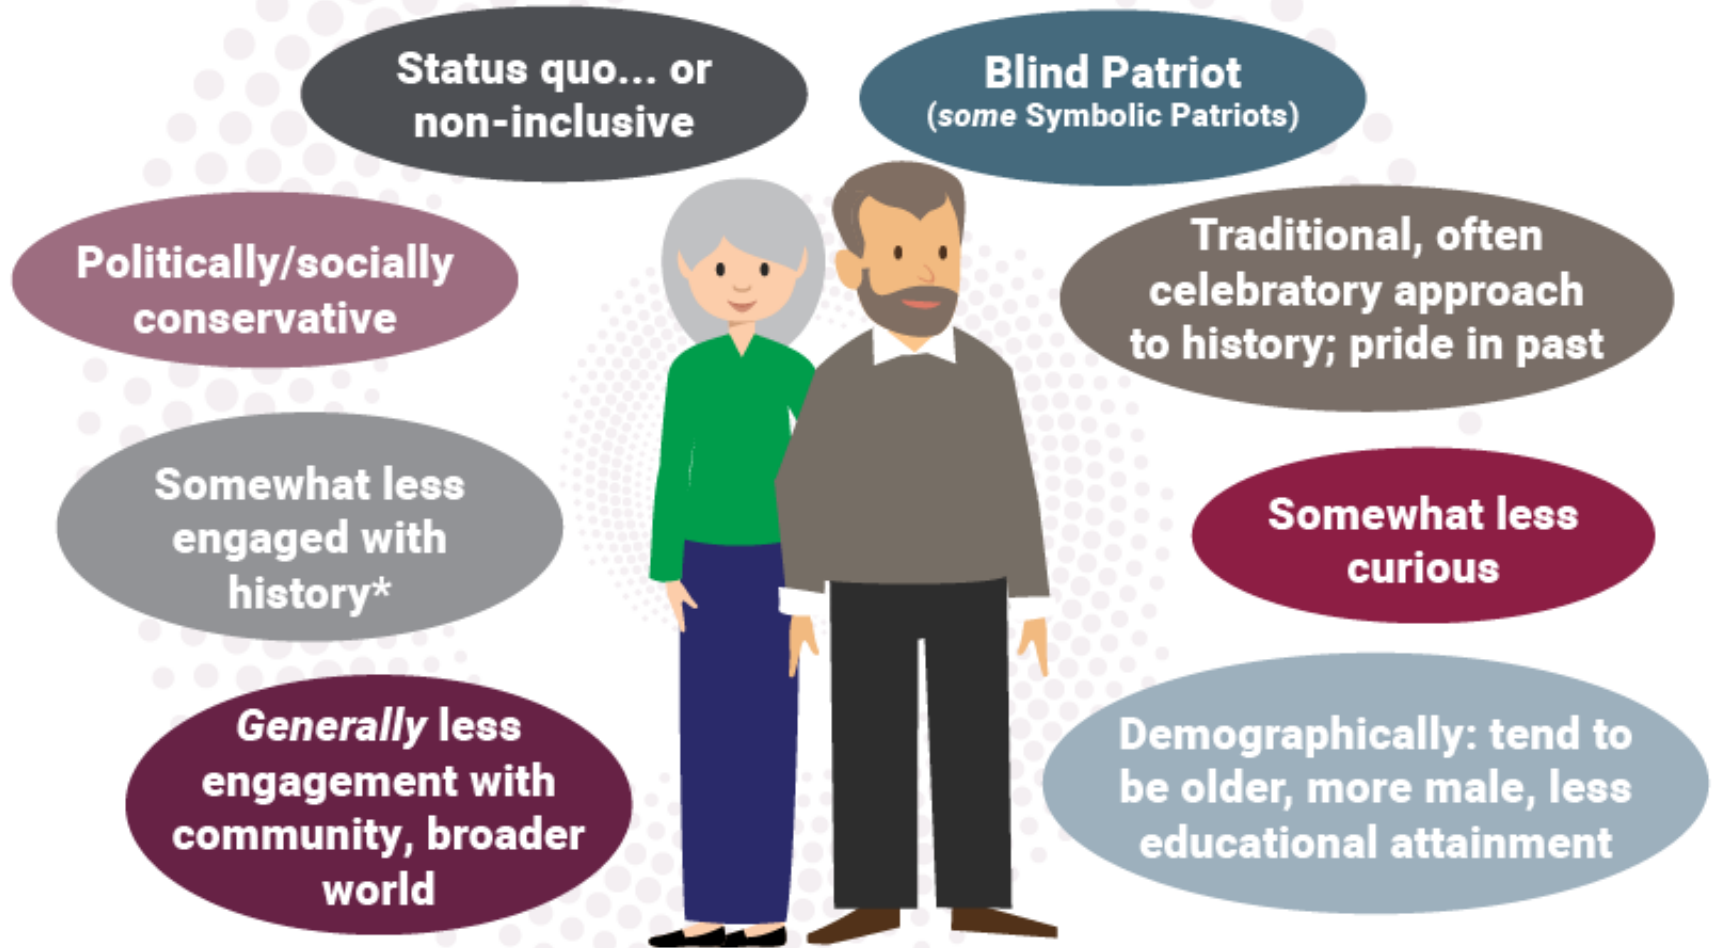 Status quo... or
non-inclusive
Blind Patriot
(some Symbolic Patriots)
Politically/socially
conservative
Traditional, often
celebratory approach
to history; pride in past
Somewhat less
engaged with
history*
Somewhat less
curious
Generally less
engagement with
community, broader
world
Demographically: tend to
be older, more male, less
educational attainment